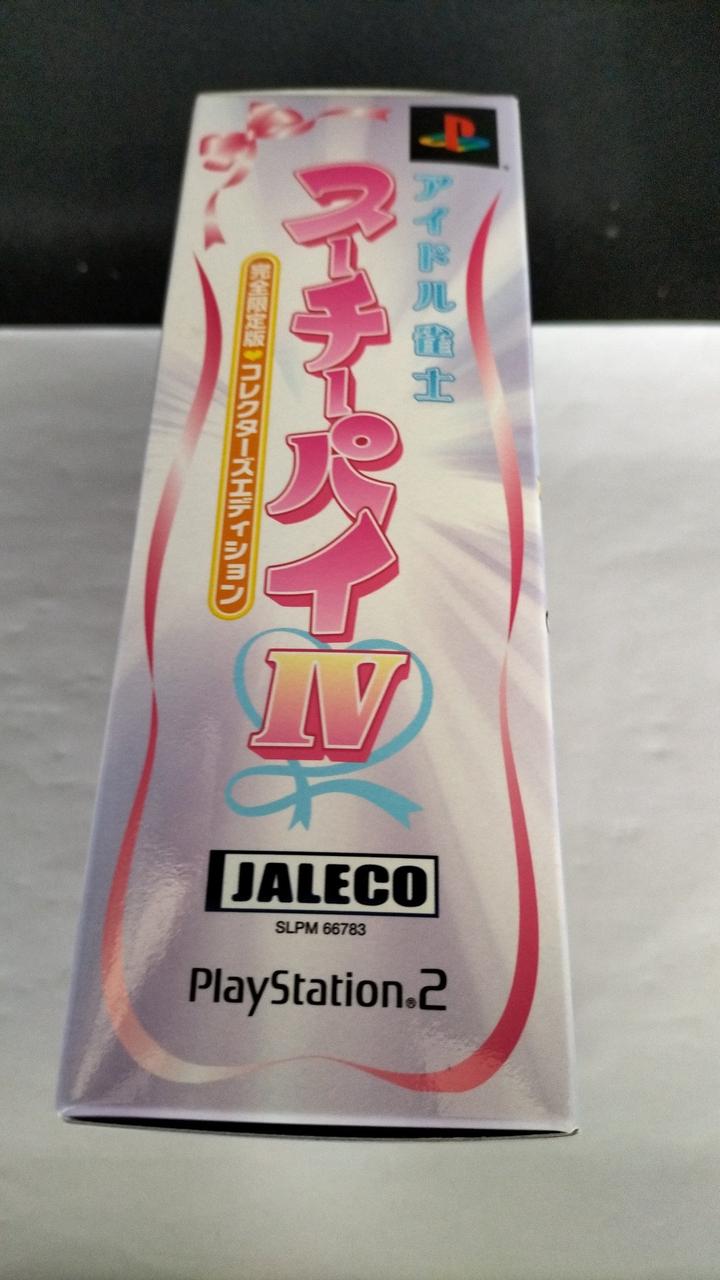 アイドル雀士
スーチーパイ
IV
完全限定版♥コレクターズエディション
JALECO
SLPM 66783
PlayStation®2